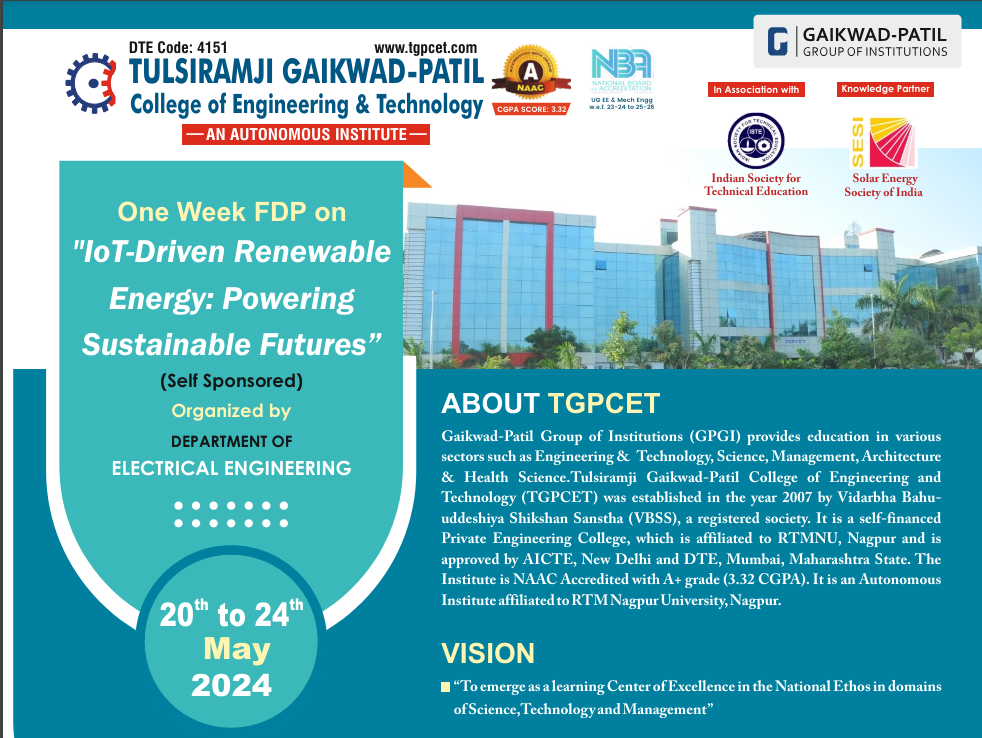 DTE Code: 4151
www.tgpcet.com
TULSIRAMJI GAIKWAD-PATIL
College of Engineering & Technology
—AN AUTONOMOUS INSTITUTE—
A
NAAC
CGPA SCORE: 3.32
NBA
NATIONAL BOARD
OF ACCREDITATION
UG EE & Mech Engg
w.e.f. 23-24 to 25-26
GAIKWAD-PATIL
GROUP OF INSTITUTIONS
In Association with
ISTE
INDIAN SOCIETY FOR TECHNICAL EDUCATION
Indian Society for
Technical Education
Knowledge Partner
SESI
Solar Energy
Society of India
One Week FDP on
"IoT-Driven Renewable
Energy: Powering
Sustainable Futures”
(Self Sponsored)
Organized by
DEPARTMENT OF
ELECTRICAL ENGINEERING
20th to 24th
May
2024
ABOUT TGPCET
Gaikwad-Patil Group of Institutions (GPGI) provides education in various
sectors such as Engineering & Technology, Science, Management, Architecture
& Health Science.Tulsiramji Gaikwad-Patil College of Engineering and
Technology (TGPCET) was established in the year 2007 by Vidarbha Bahu-
uddeshiya Shikshan Sanstha (VBSS), a registered society. It is a self-financed
Private Engineering College, which is affiliated to RTMNU, Nagpur and is
approved by AICTE, New Delhi and DTE, Mumbai, Maharashtra State. The
Institute is NAAC Accredited with A+ grade (3.32 CGPA). It is an Autonomous
Institute affiliated to RTM Nagpur University, Nagpur.
VISION
“To emerge as a learning Center of Excellence in the National Ethos in domains
of Science,Technology and Management”